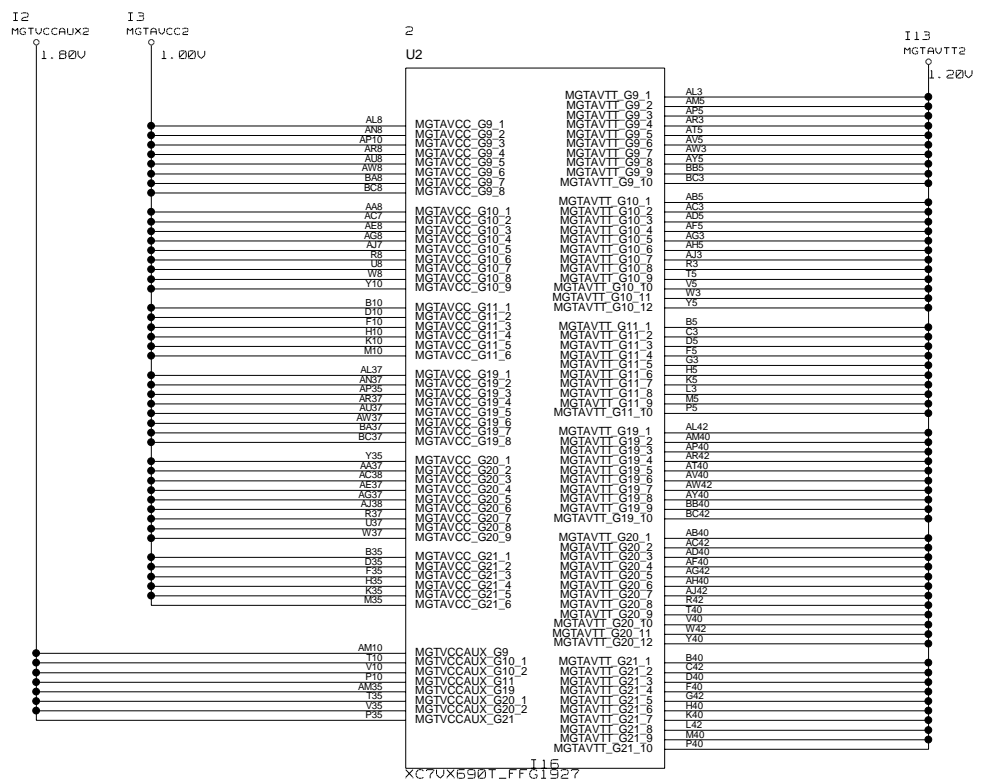 I2
MGTVCCAUX2
1.80V
I3
MGTAVCC2
1.00V
2
U2
I13
MGTAVTT2
1.20V
AL8 MGTAVCC_G9_1
AN8 MGTAVCC_G9_2
AP10 MGTAVCC_G9_3
AR8 MGTAVCC_G9_4
AU8 MGTAVCC_G9_5
AW8 MGTAVCC_G9_6
BA8 MGTAVCC_G9_7
BC8 MGTAVCC_G9_8
AA8 MGTAVCC_G10_1
AC7 MGTAVCC_G10_2
AE8 MGTAVCC_G10_3
AG8 MGTAVCC_G10_4
AJ7 MGTAVCC_G10_5
R8 MGTAVCC_G10_6
U8 MGTAVCC_G10_7
W8 MGTAVCC_G10_8
Y10 MGTAVCC_G10_9
B10 MGTAVCC_G11_1
D10 MGTAVCC_G11_2
F10 MGTAVCC_G11_3
H10 MGTAVCC_G11_4
K10 MGTAVCC_G11_5
M10 MGTAVCC_G11_6
AL37 MGTAVCC_G19_1
AN37 MGTAVCC_G19_2
AP35 MGTAVCC_G19_3
AR37 MGTAVCC_G19_4
AU37 MGTAVCC_G19_5
AW37 MGTAVCC_G19_6
BA37 MGTAVCC_G19_7
BC37 MGTAVCC_G19_8
Y35 MGTAVCC_G20_1
AA37 MGTAVCC_G20_2
AC38 MGTAVCC_G20_3
AE37 MGTAVCC_G20_4
AG37 MGTAVCC_G20_5
AJ38 MGTAVCC_G20_6
R37 MGTAVCC_G20_7
U37 MGTAVCC_G20_8
W37 MGTAVCC_G20_9
B35 MGTAVCC_G21_1
D35 MGTAVCC_G21_2
F35 MGTAVCC_G21_3
H35 MGTAVCC_G21_4
K35 MGTAVCC_G21_5
M35 MGTAVCC_G21_6
AM10 MGTVCCAUX_G9
T10 MGTVCCAUX_G10_1
V10 MGTVCCAUX_G10_2
P10 MGTVCCAUX_G11
AM35 MGTVCCAUX_G19
T35 MGTVCCAUX_G20_1
V35 MGTVCCAUX_G20_2
P35 MGTVCCAUX_G21
MGTAVTT_G9_1 AL3
MGTAVTT_G9_2 AM5
MGTAVTT_G9_3 AP5
MGTAVTT_G9_4 AR3
MGTAVTT_G9_5 AT5
MGTAVTT_G9_6 AV5
MGTAVTT_G9_7 AW3
MGTAVTT_G9_8 AY5
MGTAVTT_G9_9 BB5
MGTAVTT_G9_10 BC3
MGTAVTT_G10_1 AB5
MGTAVTT_G10_2 AC3
MGTAVTT_G10_3 AD5
MGTAVTT_G10_4 AF5
MGTAVTT_G10_5 AG3
MGTAVTT_G10_6 AH5
MGTAVTT_G10_7 AJ3
MGTAVTT_G10_8 R3
MGTAVTT_G10_9 T5
MGTAVTT_G10_10 V5
MGTAVTT_G10_11 W3
MGTAVTT_G10_12 Y5
MGTAVTT_G11_1 B5
MGTAVTT_G11_2 C3
MGTAVTT_G11_3 D5
MGTAVTT_G11_4 F5
MGTAVTT_G11_5 G3
MGTAVTT_G11_6 H5
MGTAVTT_G11_7 K5
MGTAVTT_G11_8 L3
MGTAVTT_G11_9 M5
MGTAVTT_G11_10 P5
MGTAVTT_G19_1 AL42
MGTAVTT_G19_2 AM40
MGTAVTT_G19_3 AP40
MGTAVTT_G19_4 AR42
MGTAVTT_G19_5 AT40
MGTAVTT_G19_6 AV40
MGTAVTT_G19_7 AW42
MGTAVTT_G19_8 AY40
MGTAVTT_G19_9 BB40
MGTAVTT_G19_10 BC42
MGTAVTT_G20_1 AB40
MGTAVTT_G20_2 AC42
MGTAVTT_G20_3 AD40
MGTAVTT_G20_4 AF40
MGTAVTT_G20_5 AG42
MGTAVTT_G20_6 AH40
MGTAVTT_G20_7 AJ42
MGTAVTT_G20_8 R42
MGTAVTT_G20_9 T40
MGTAVTT_G20_10 V40
MGTAVTT_G20_11 W42
MGTAVTT_G20_12 Y40
MGTAVTT_G21_1 B40
MGTAVTT_G21_2 C42
MGTAVTT_G21_3 D40
MGTAVTT_G21_4 F40
MGTAVTT_G21_5 G42
MGTAVTT_G21_6 H40
MGTAVTT_G21_7 K40
MGTAVTT_G21_8 L42
MGTAVTT_G21_9 M40
MGTAVTT_G21_10 P40
I16
XC7VX690T_FFG1927